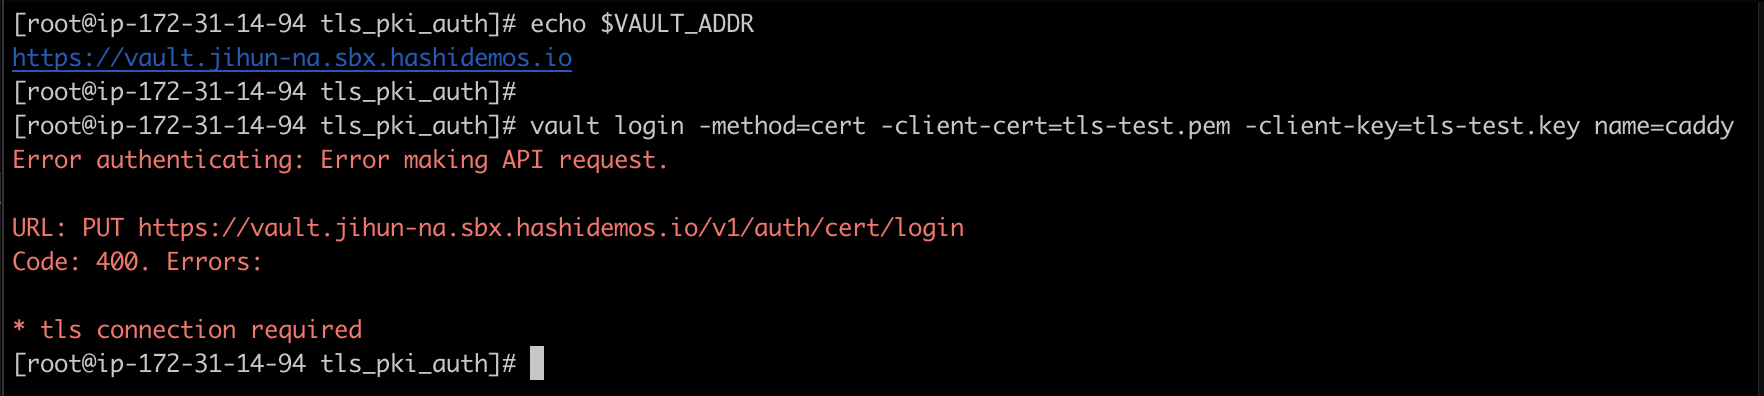 [root@ip-172-31-14-94 tls_pki_auth]# echo $VAULT_ADDR
https://vault.jihun-na.sbx.hashidemos.io
[root@ip-172-31-14-94 tls_pki_auth]#
[root@ip-172-31-14-94 tls_pki_auth]# vault login -method=cert -client-cert=tls-test.pem -client-key=tls-test.key name=caddy
Error authenticating: Error making API request.
URL: PUT https://vault.jihun-na.sbx.hashidemos.io/v1/auth/cert/login
Code: 400. Errors:
* tls connection required
[root@ip-172-31-14-94 tls_pki_auth]#